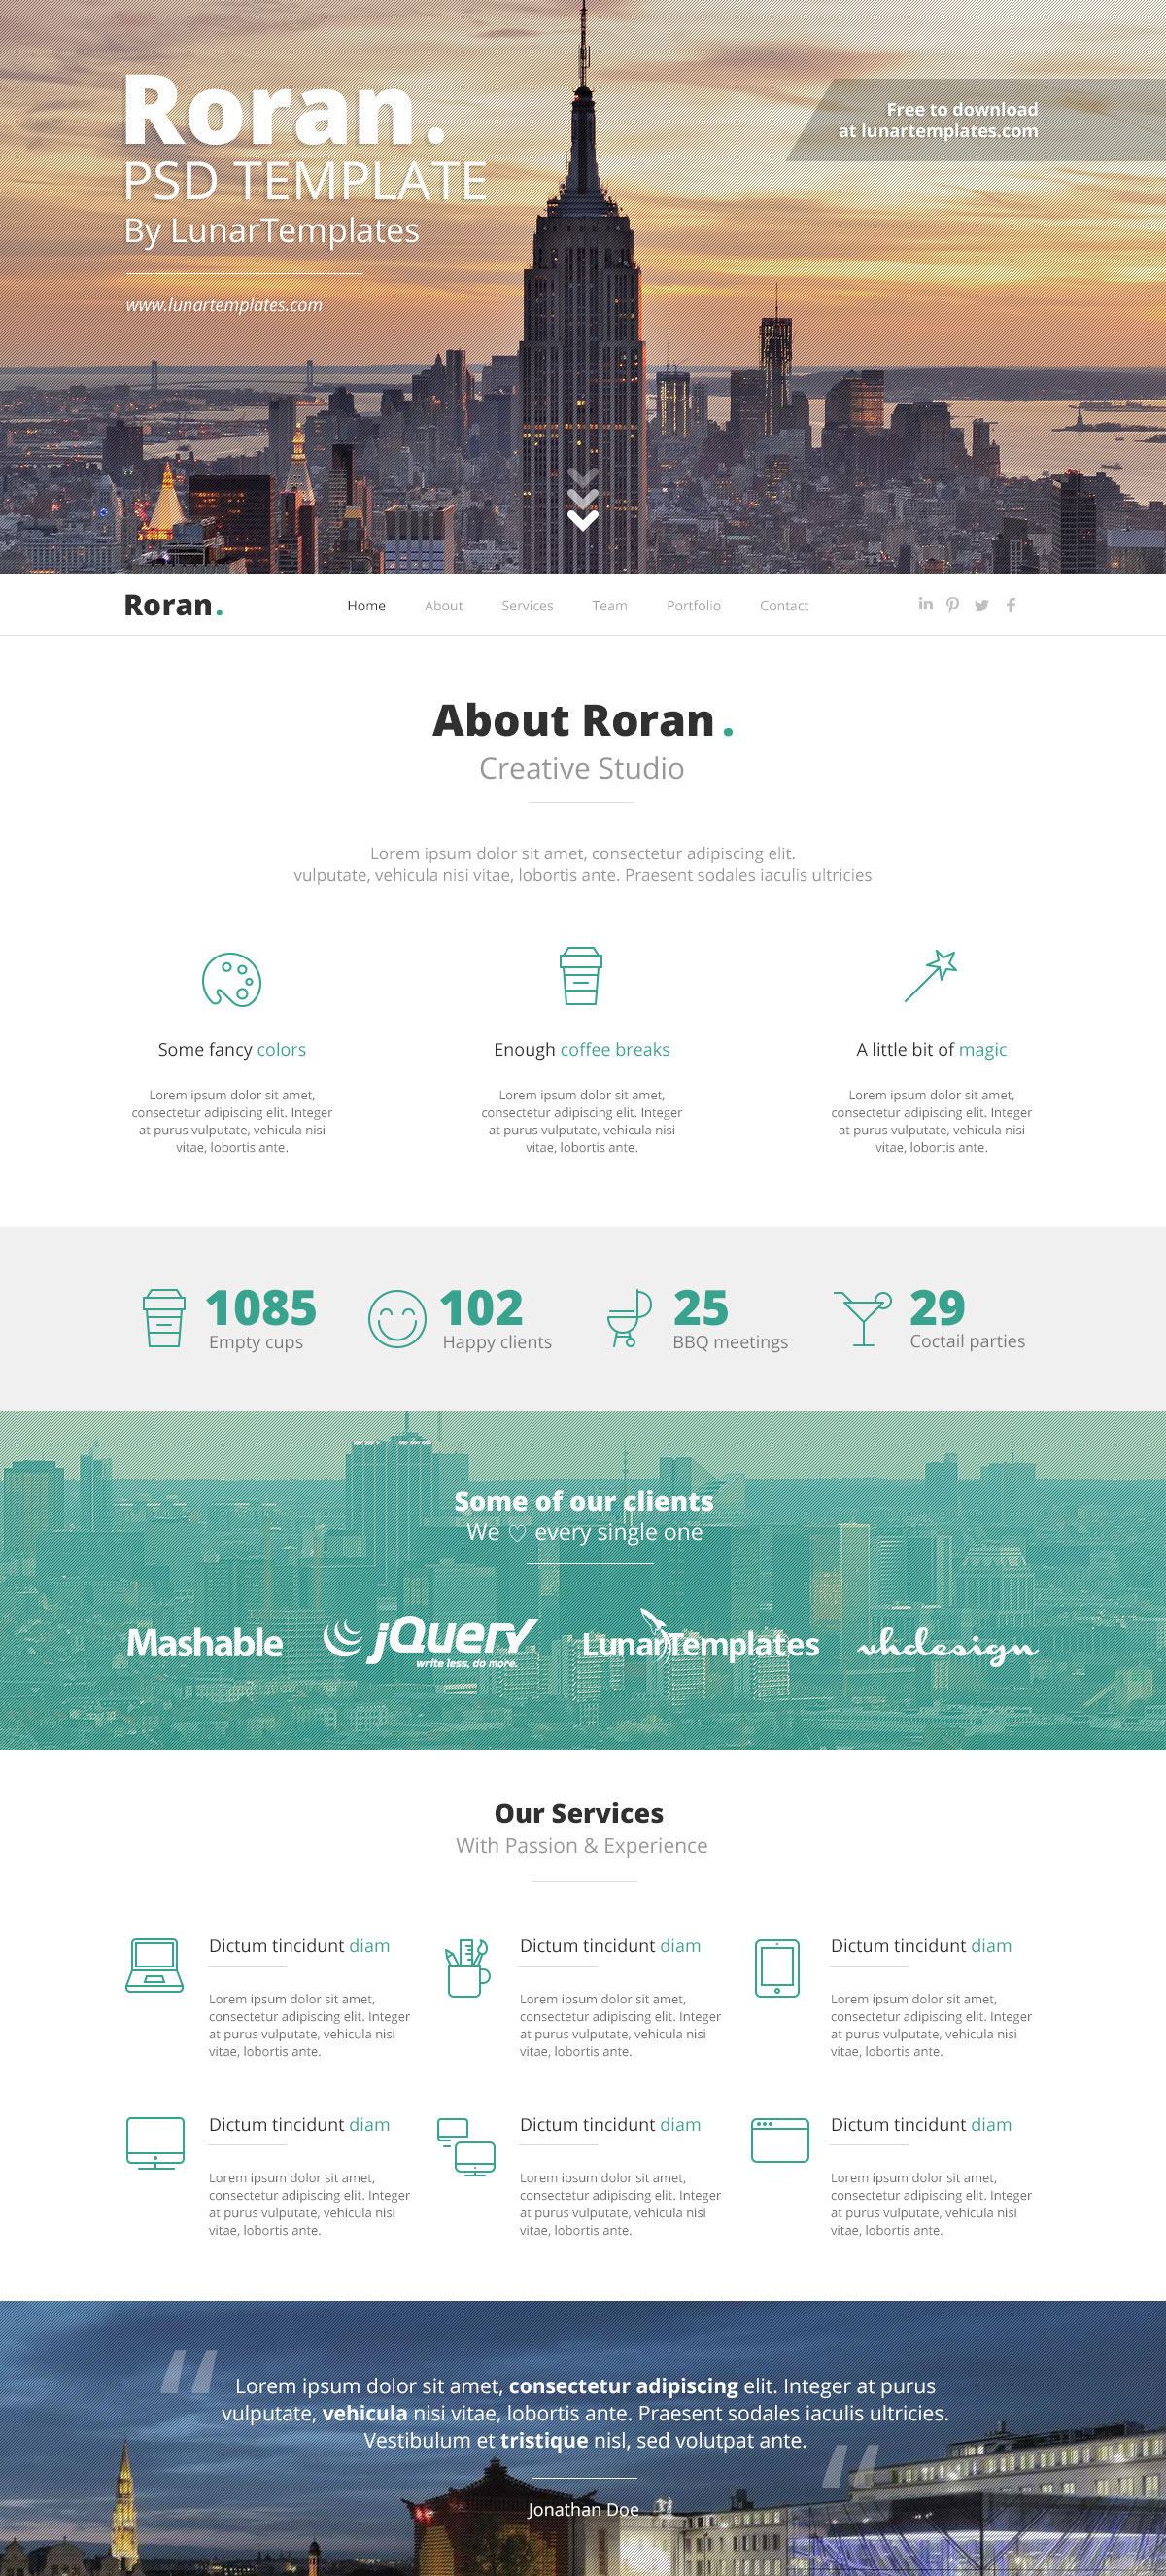 Roran.
PSD TEMPLATE
By LunarTemplates
www.lunartemplates.com
Free to download
at lunartemplates.com
Roran.
Home
About
Services
Team
Portfolio
Contact
About Roran.
Creative Studio
Lorem ipsum dolor sit amet, consectetur adipiscing elit.
vulputate, vehicula nisi vitae, lobortis ante. Praesent sodales iaculis ultricies
Some fancy colors
Lorem ipsum dolor sit amet,
consectetur adipiscing elit. Integer
at purus vulputate, vehicula nisi
vitae, lobortis ante.
Enough coffee breaks
Lorem ipsum dolor sit amet,
consectetur adipiscing elit. Integer
at purus vulputate, vehicula nisi
vitae, lobortis ante.
A little bit of magic
Lorem ipsum dolor sit amet,
consectetur adipiscing elit. Integer
at purus vulputate, vehicula nisi
vitae, lobortis ante.
1085
Empty cups
102
Happy clients
25
BBQ meetings
29
Coctail parties
Some of our clients
We ♡ every single one
Mashable
jQuery
write less, do more.
LunarTemplates
vhdesign
Our Services
With Passion & Experience
Dictum tincidunt diam
Lorem ipsum dolor sit amet,
consectetur adipiscing elit. Integer
at purus vulputate, vehicula nisi
vitae, lobortis ante.
Dictum tincidunt diam
Lorem ipsum dolor sit amet,
consectetur adipiscing elit. Integer
at purus vulputate, vehicula nisi
vitae, lobortis ante.
Dictum tincidunt diam
Lorem ipsum dolor sit amet,
consectetur adipiscing elit. Integer
at purus vulputate, vehicula nisi
vitae, lobortis ante.
Dictum tincidunt diam
Lorem ipsum dolor sit amet,
consectetur adipiscing elit. Integer
at purus vulputate, vehicula nisi
vitae, lobortis ante.
Dictum tincidunt diam
Lorem ipsum dolor sit amet,
consectetur adipiscing elit. Integer
at purus vulputate, vehicula nisi
vitae, lobortis ante.
Dictum tincidunt diam
Lorem ipsum dolor sit amet,
consectetur adipiscing elit. Integer
at purus vulputate, vehicula nisi
vitae, lobortis ante.
Lorem ipsum dolor sit amet, consectetur adipiscing elit. Integer at purus
vulputate, vehicula nisi vitae, lobortis ante. Praesent sodales iaculis ultricies.
Vestibulum et tristique nisl, sed volutpat ante.
Jonathan Doe